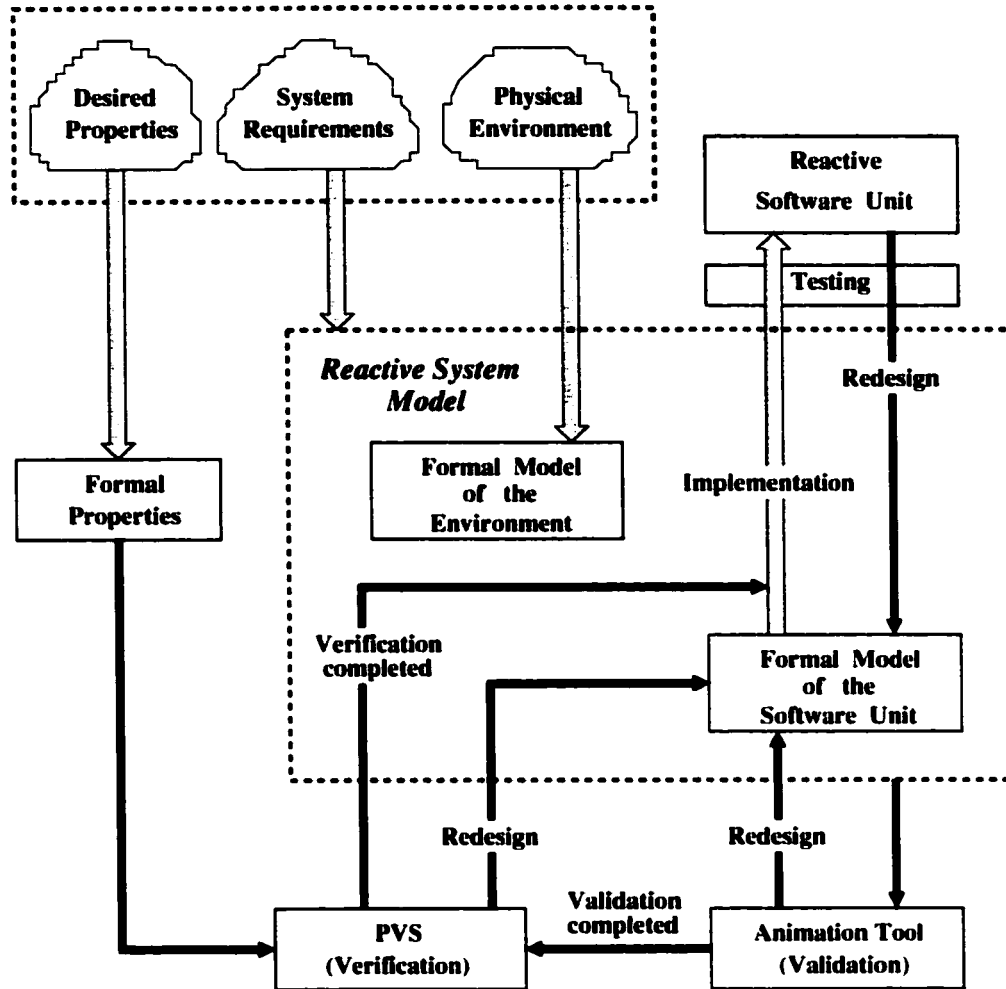 Desired
Properties
System
Requirements
Physical
Environment
Reactive
Software Unit
Testing
Reactive System
Model
Redesign
Formal Model
of the
Environment
Formal
Properties
Implementation
Verification
completed
Formal Model
of the
Software Unit
Redesign
Redesign
Validation
completed
PVS
(Verification)
Animation Tool
(Validation)